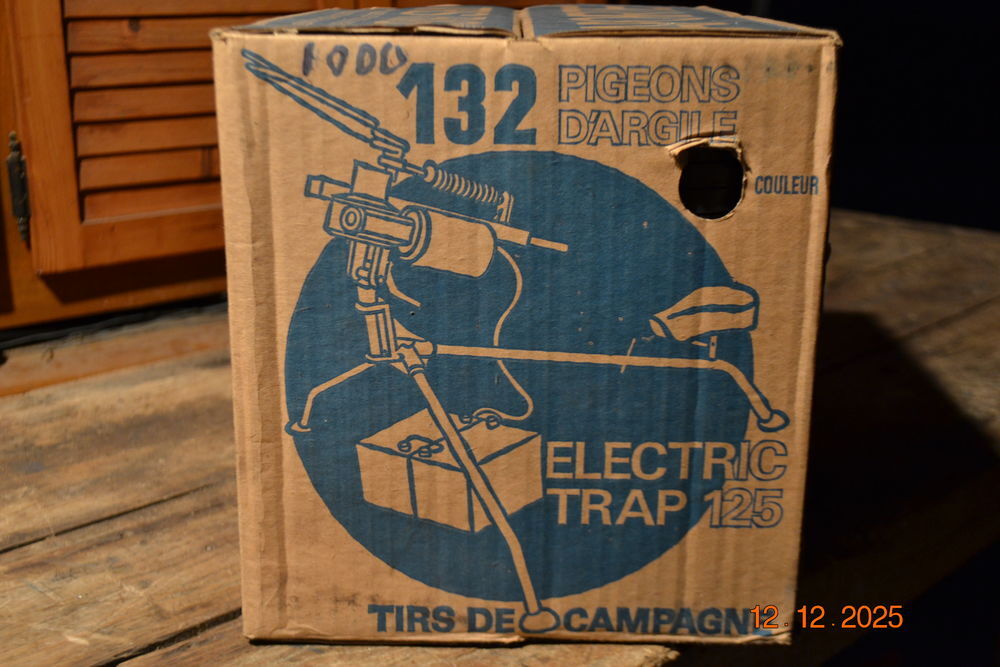 1000
132 PIGEONS
D'ARGILE
COULEUR
ELECTRIC
TRAP 125
TIRS DE CAMPAGNE
12.12.2025